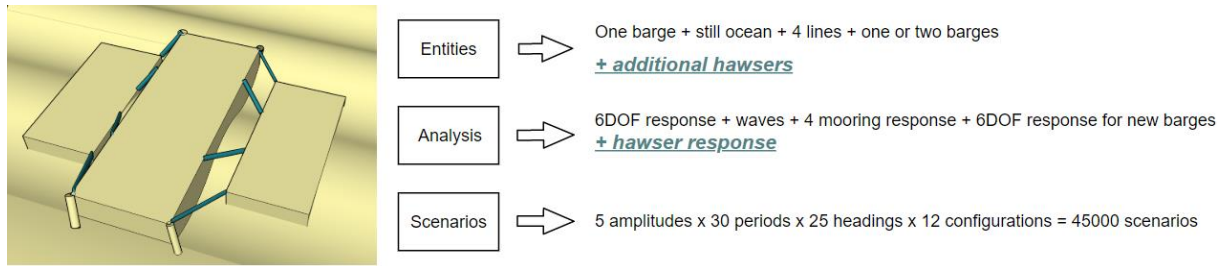 Entities
One barge + still ocean + 4 lines + one or two barges
+ additional hawsers
Analysis
6DOF response + waves + 4 mooring response + 6DOF response for new barges
+ hawser response
Scenarios
5 amplitudes x 30 periods x 25 headings x 12 configurations = 45000 scenarios